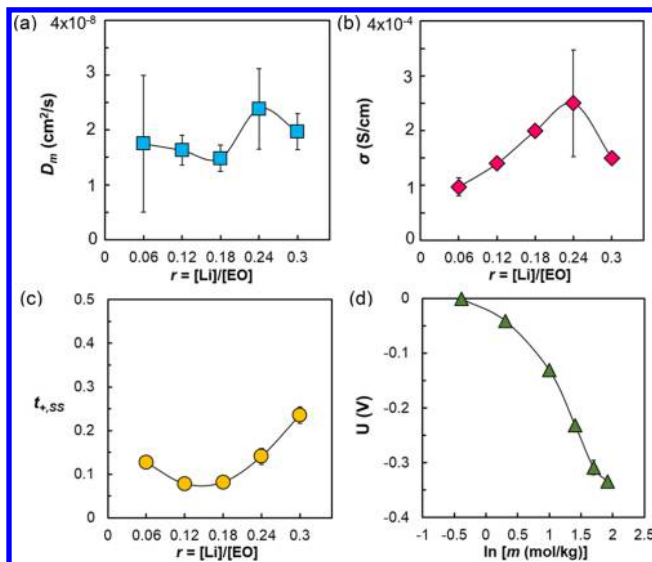 (a)
4x10-8
3
2
1
0
Dm (cm²/s)
0.06 0.12 0.18 0.24 0.3
r = [Li]/[EO]
(b)
4x10-4
3
2
1
0
σ (S/cm)
0.06 0.12 0.18 0.24 0.3
r = [Li]/[EO]
(c)
0.5
0.4
0.3
0.2
0.1
0
t+,SS
0 0.06 0.12 0.18 0.24 0.3
r = [Li]/[EO]
(d)
0
-0.1
-0.2
-0.3
-0.4
U (V)
-1 -0.5 0 0.5 1 1.5 2 2.5
ln [m (mol/kg)]